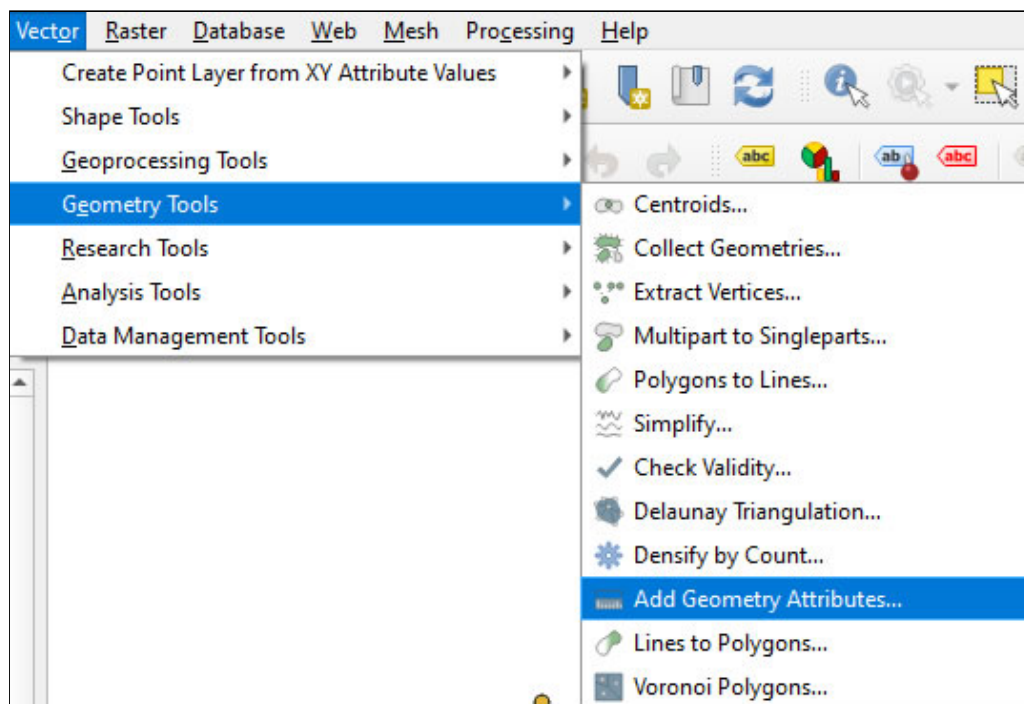 Vector Raster Database Web Mesh Processing Help
Create Point Layer from XY Attribute Values
Shape Tools
Geoprocessing Tools
abc abc
Geometry Tools
Centroids...
Research Tools
Collect Geometries...
Analysis Tools
Extract Vertices...
Data Management Tools
Multipart to Singleparts...
Polygons to Lines...
Simplify...
Check Validity...
Delaunay Triangulation...
Densify by Count...
Add Geometry Attributes...
Lines to Polygons...
Voronoi Polygons...